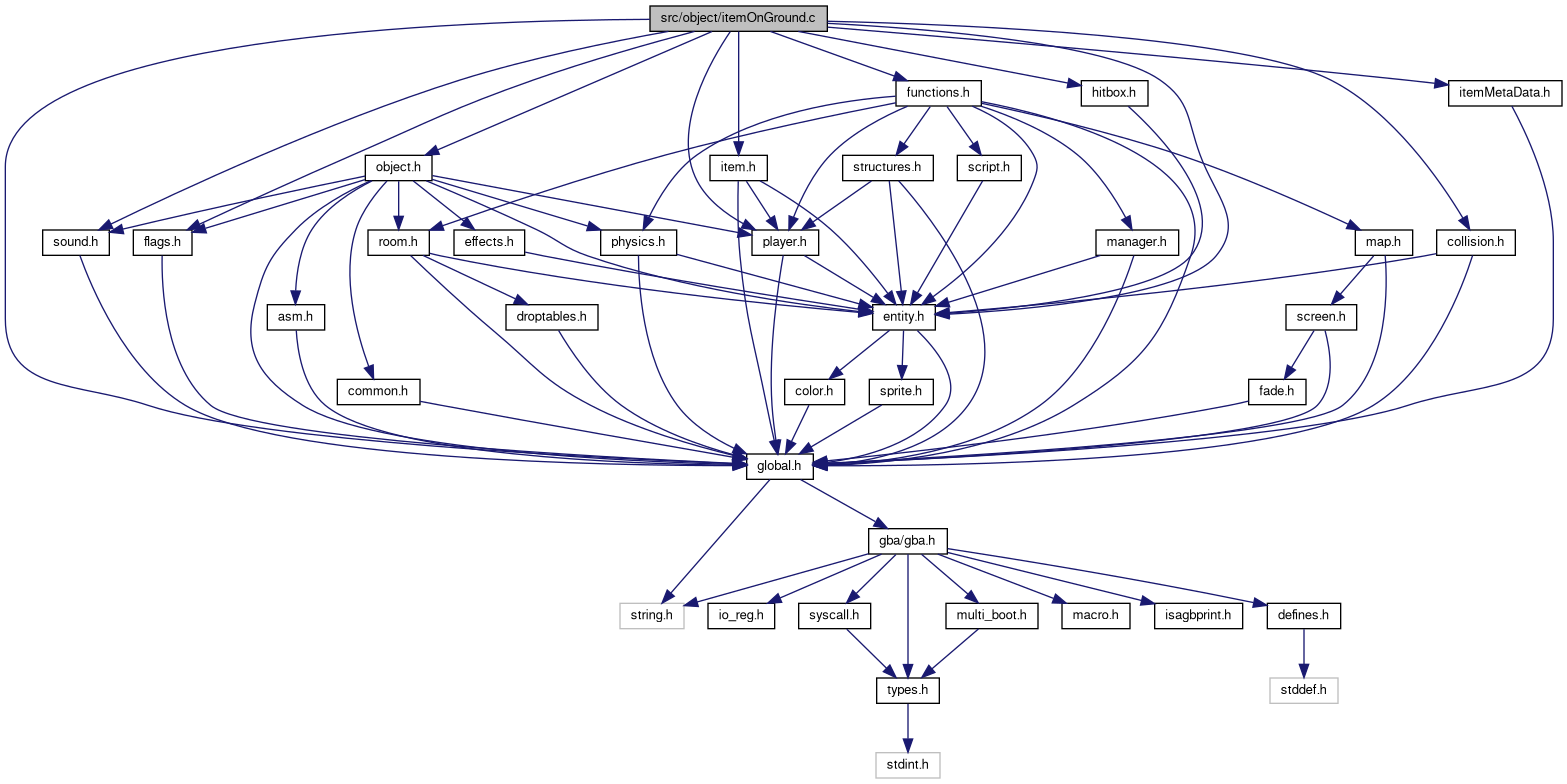 src/object/itemOnGround.c
functions.h
hitbox.h
itemMetaData.h
object.h
item.h
structures.h
script.h
sound.h
flags.h
room.h
effects.h
physics.h
player.h
manager.h
map.h
collision.h
asm.h
droptables.h
entity.h
screen.h
common.h
color.h
sprite.h
fade.h
global.h
gba/gba.h
string.h
io_reg.h
syscall.h
multi_boot.h
macro.h
isagbprint.h
defines.h
types.h
stddef.h
stdint.h